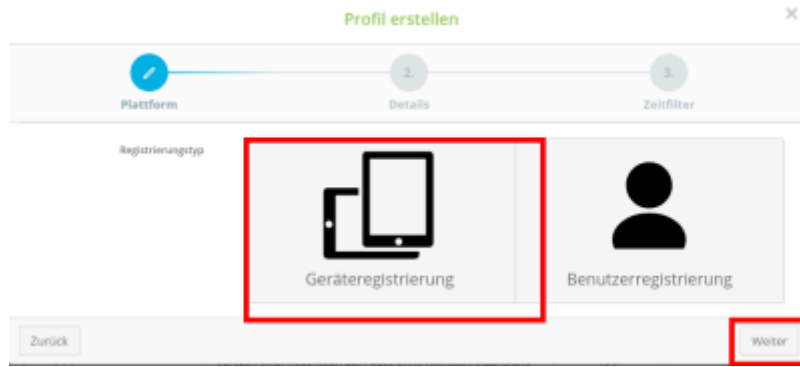 Profil erstellen
×
2.
3.
Plattform
Details
Zeitfilter
Registrierungstyp
Geräteregistrierung
Benutzerregistrierung
Zurück
Weiter